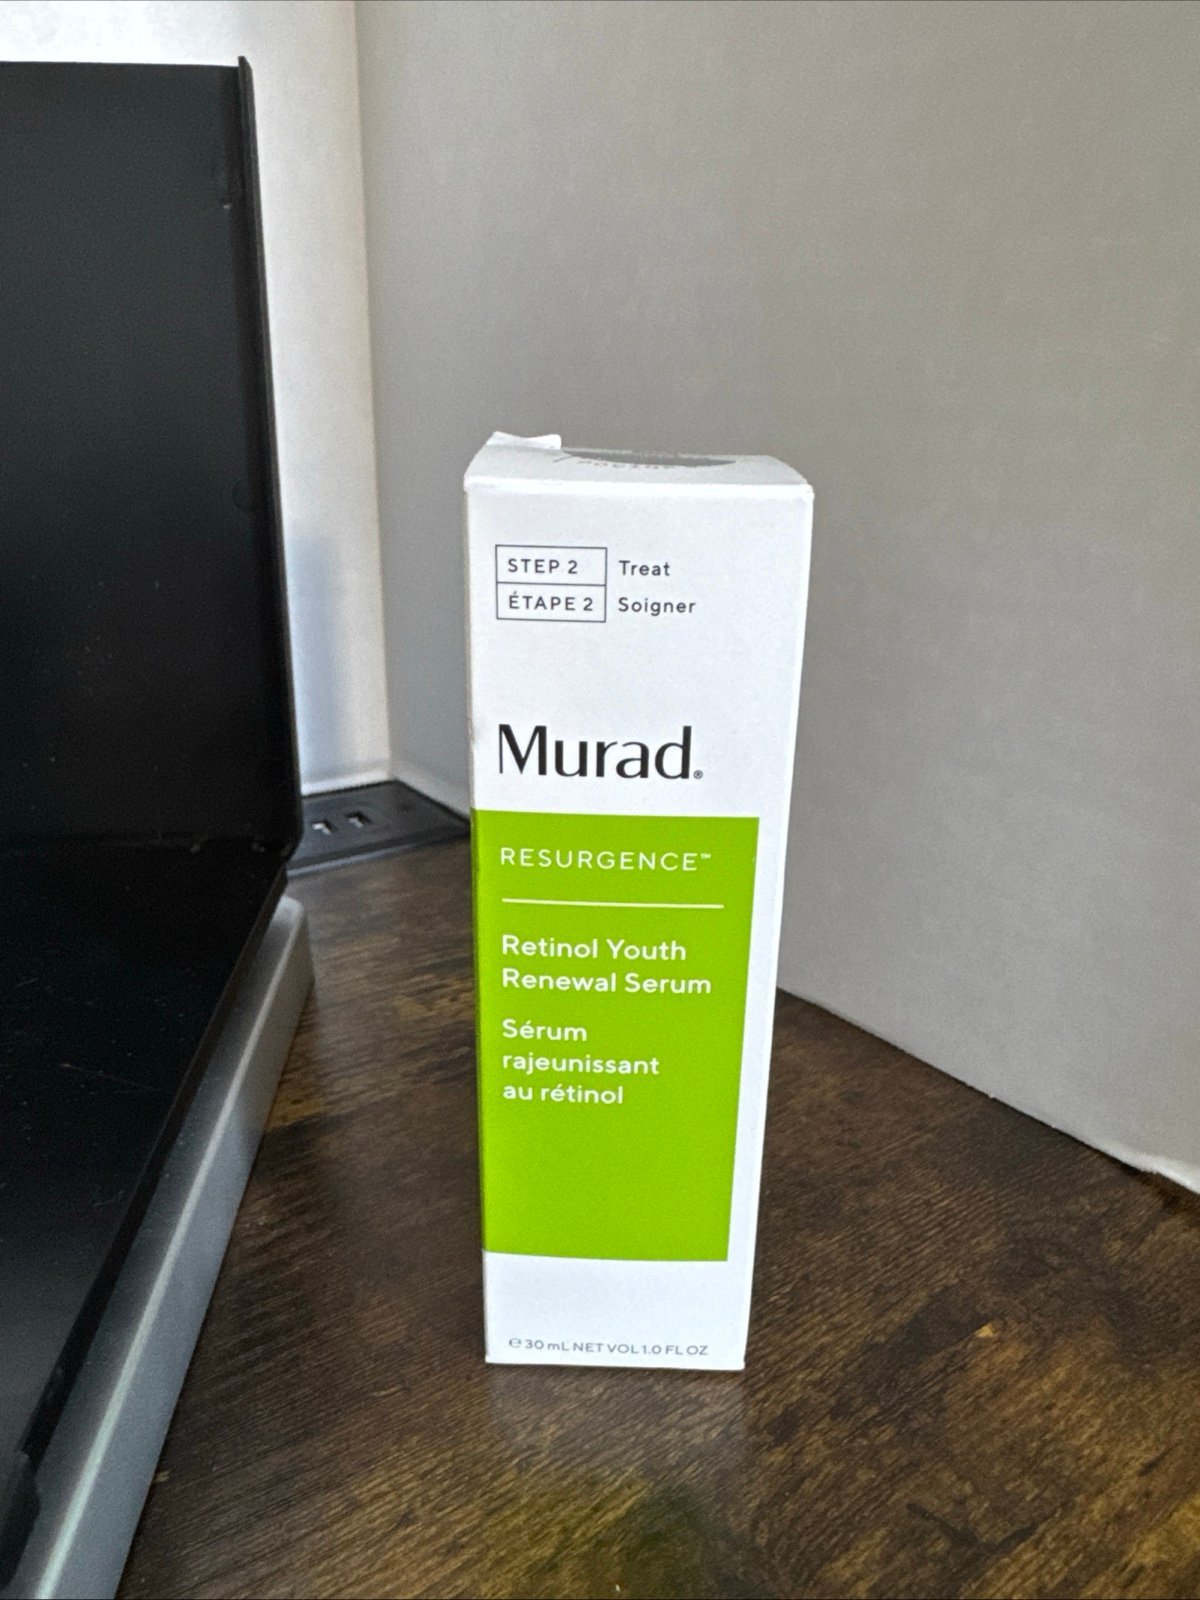 STEP 2 Treat
ÉTAPE 2 Soigner
Murad®
RESURGENCE™
Retinol Youth
Renewal Serum
Sérum
rajeunissant
au rétinol
℮ 30 mL NET VOL 1.0 FL OZ